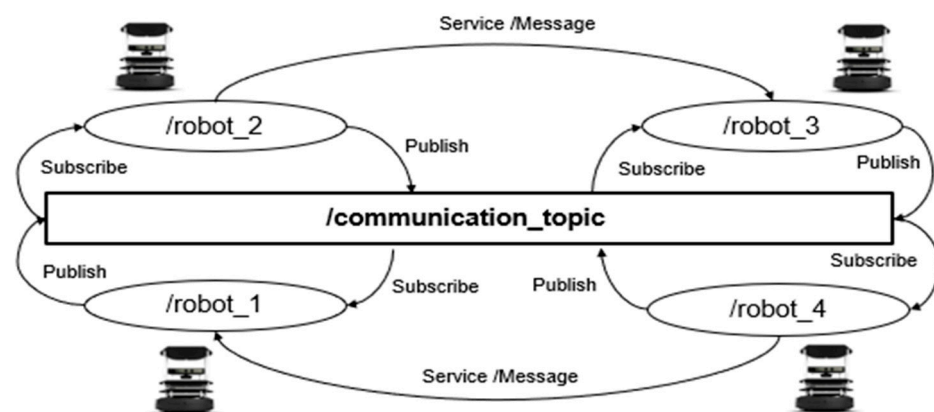 Service /Message
/robot_2
/robot_3
Publish
Publish
Subscribe
Subscribe
/communication_topic
Subscribe
Publish
Subscribe
Publish
/robot_1
/robot_4
Service /Message